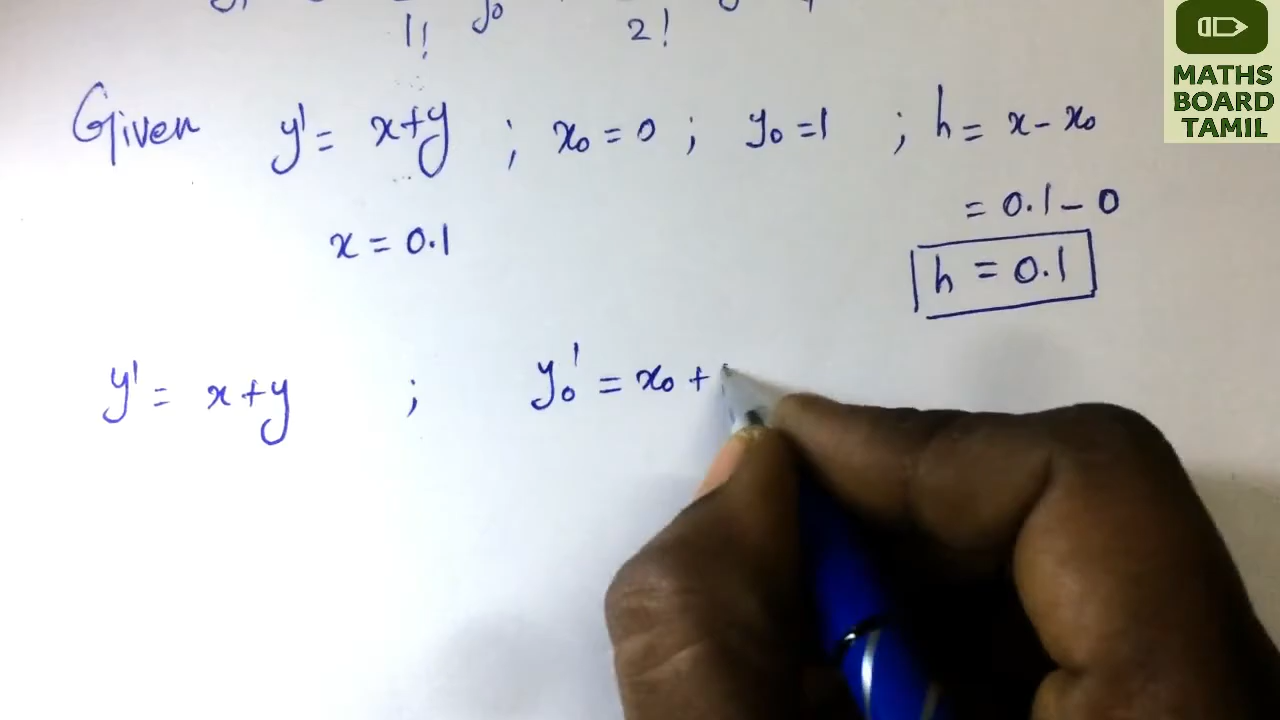 1! y₀ 2!
Given y' = x+y ; x₀ = 0 ; y₀ = 1 ; h = x - x₀
= 0.1 - 0
x = 0.1
h = 0.1
y' = x+y ; y₀' = x₀ +
MATHS
BOARD
TAMIL